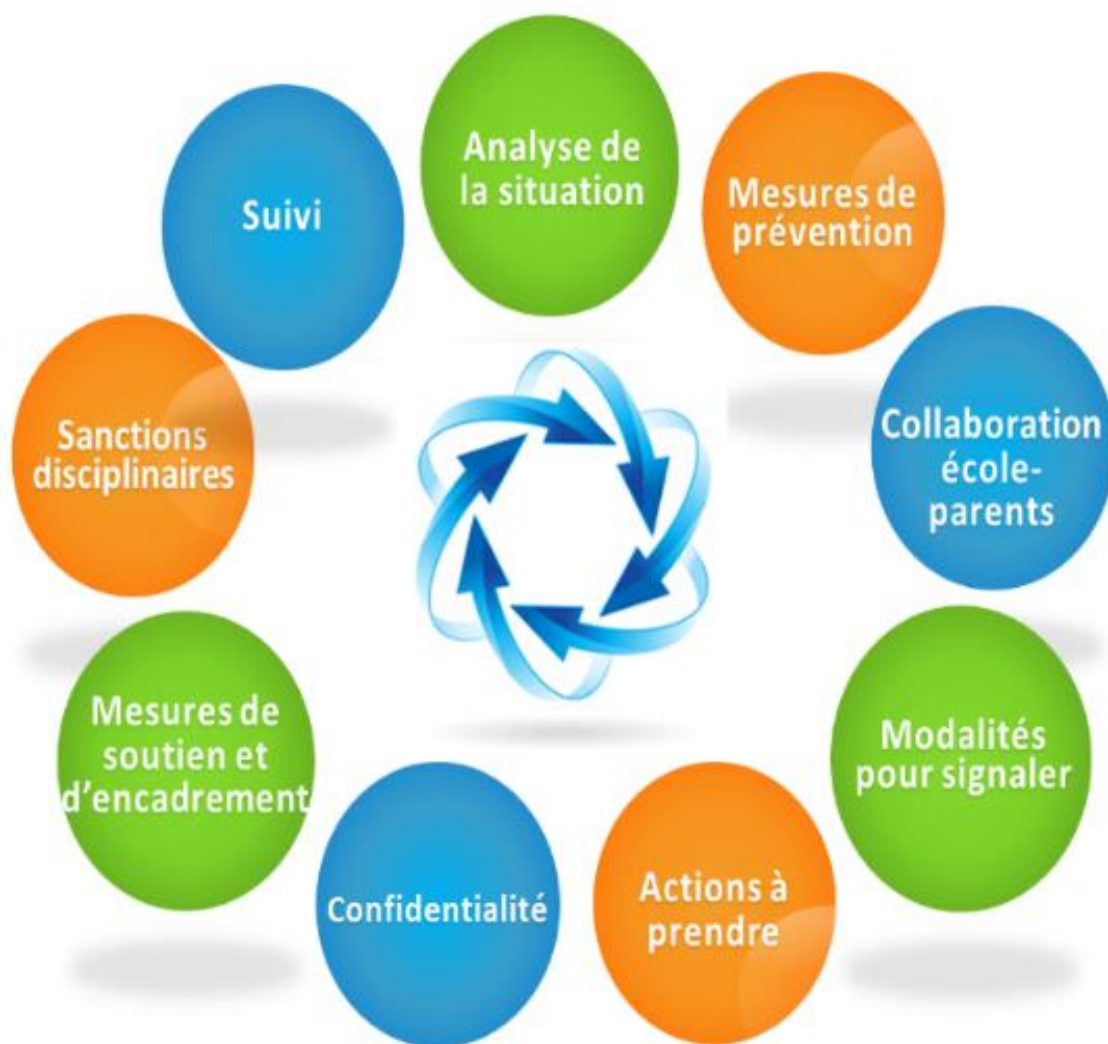 Analyse de
la situation
Mesures de
prévention
Collaboration
école-
parents
Modalités
pour signaler
Actions à
prendre
Confidentialité
Mesures de
soutien et
d'encadrement
Sanctions
disciplinaires
Suivi